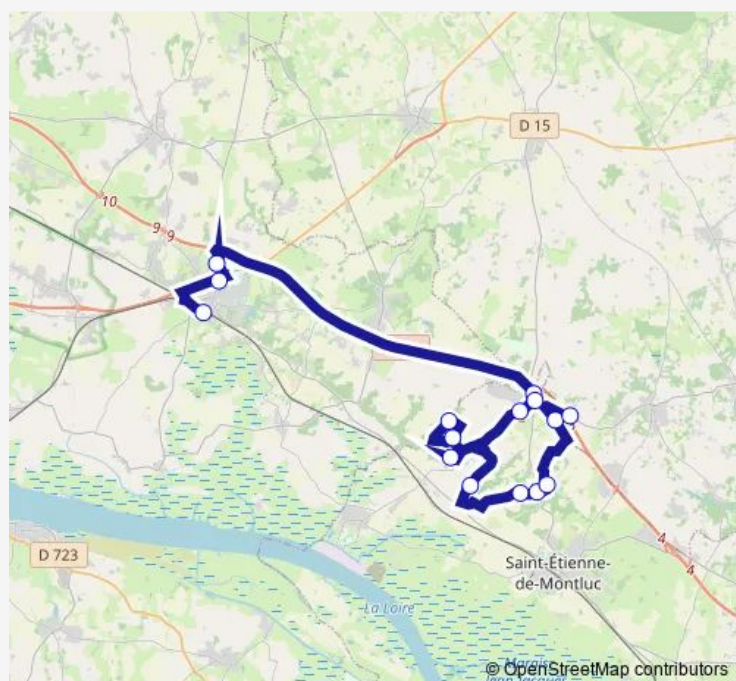 D 15
10
9 9
D 723
Saint-Étienne-
de-Montluc
4
4
La Loire
© OpenStreetMap contributors